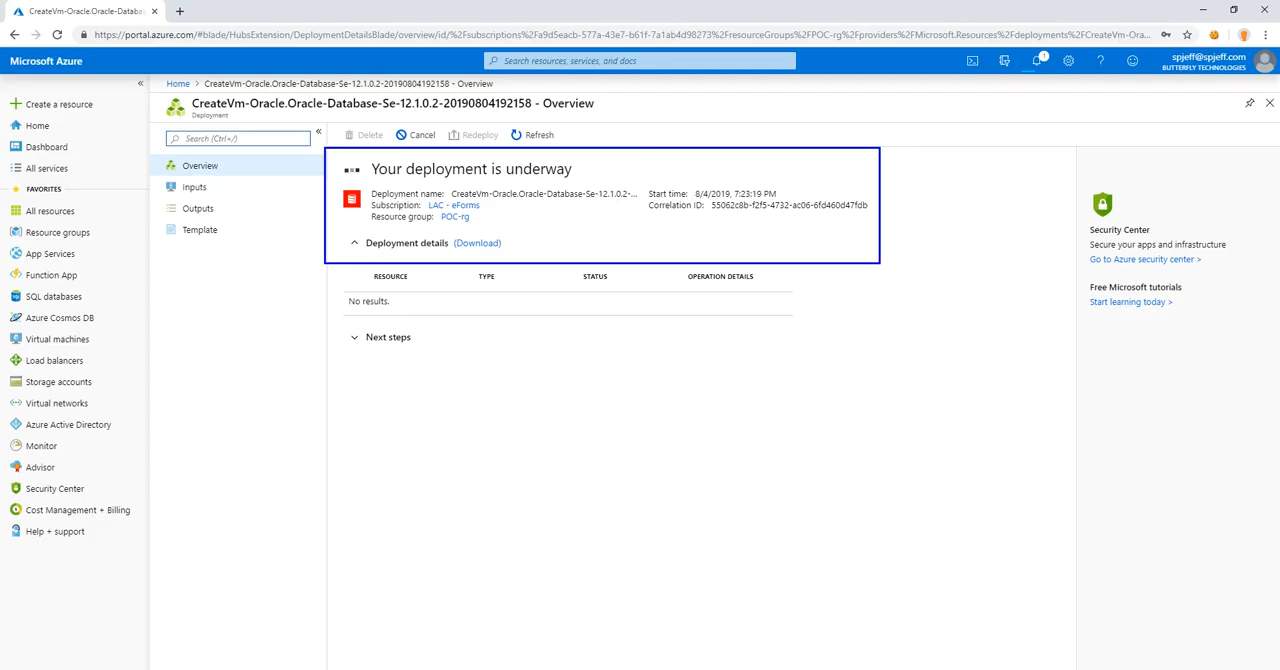 CreateVm-Oracle.Oracle-Databas
https://portal.azure.com/#blade/HubsExtension/DeploymentDetailsBlade/overview/id/%2Fsubscriptions%2Fa9d5eacb-577a-43e7-b61f-7a1ab4d98273%2FresourceGroups%2FPOC-rg%2Fproviders%2FMicrosoft.Resources%2Fdeployments%2FCreateVm-Ora...
Microsoft Azure
Search resources, services, and docs
1
spjeff@spjeff.com
BUTTERFLY TECHNOLOGIES
Home > CreateVm-Oracle.Oracle-Database-Se-12.1.0.2-20190804192158 - Overview
CreateVm-Oracle.Oracle-Database-Se-12.1.0.2-20190804192158 - Overview
Deployment
Create a resource
Home
Dashboard
All services
FAVORITES
All resources
Resource groups
App Services
Function App
SQL databases
Azure Cosmos DB
Virtual machines
Load balancers
Storage accounts
Virtual networks
Azure Active Directory
Monitor
Advisor
Security Center
Cost Management + Billing
Help + support
Search (Ctrl+/)
Overview
Inputs
Outputs
Template
Delete Cancel Redeploy Refresh
Your deployment is underway
Deployment name: CreateVm-Oracle.Oracle-Database-Se-12.1.0.2-...
Subscription: LAC - eForms
Resource group: POC-rg
Start time: 8/4/2019, 7:23:19 PM
Correlation ID: 55062c8b-f2f5-4732-ac06-6fd460d47fdb
Deployment details (Download)
RESOURCE TYPE STATUS OPERATION DETAILS
No results.
Next steps
Security Center
Secure your apps and infrastructure
Go to Azure security center >
Free Microsoft tutorials
Start learning today >